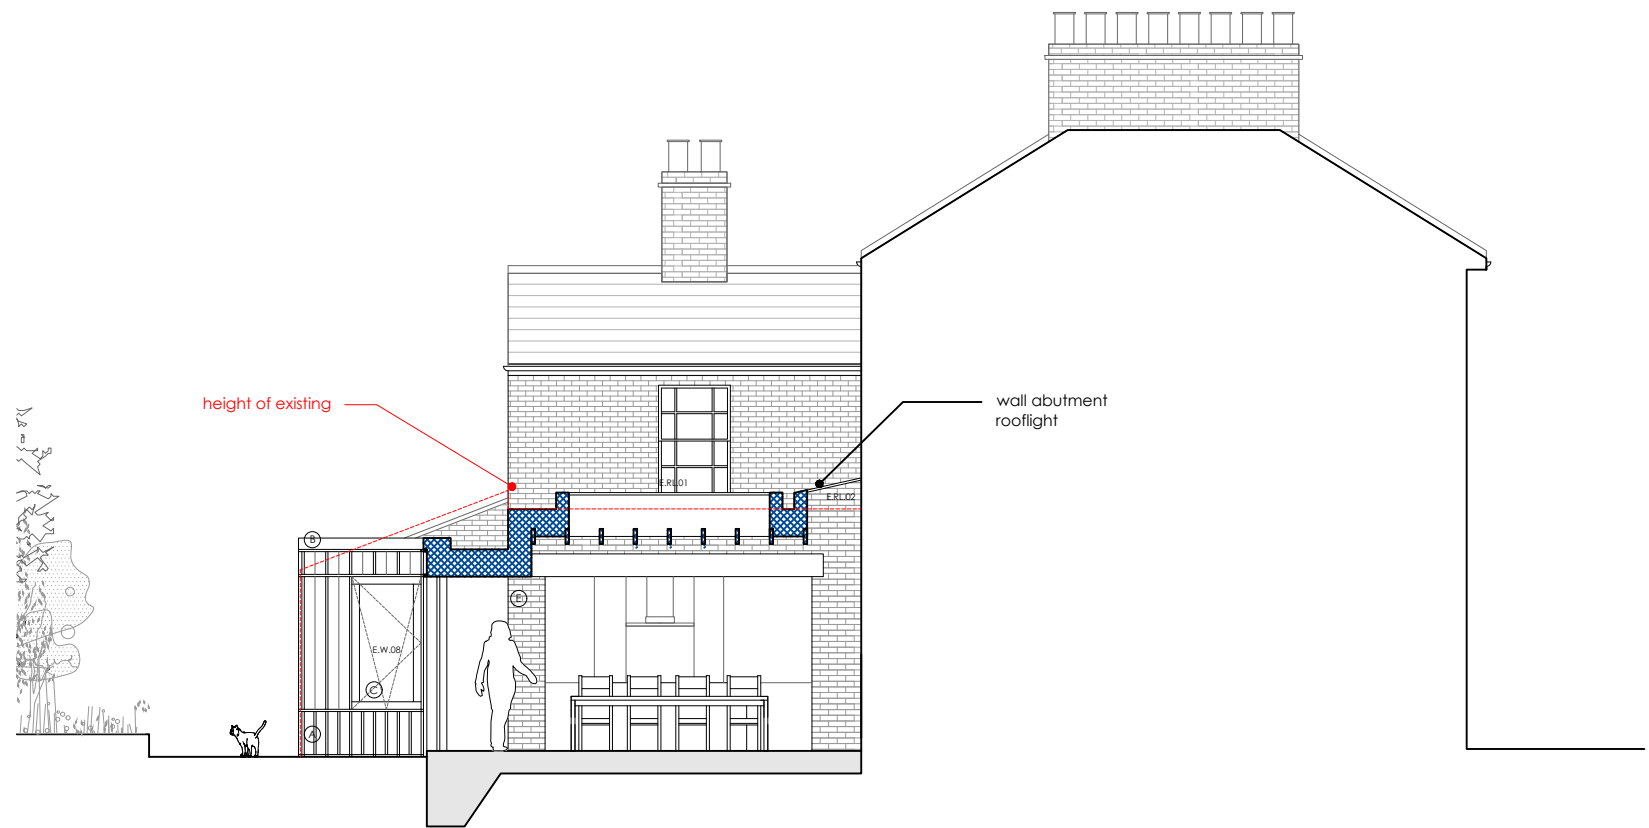 height of existing
wall abutment
rooflight
E.RL.01
E.RL.02
B
E
E.W.08
C
A